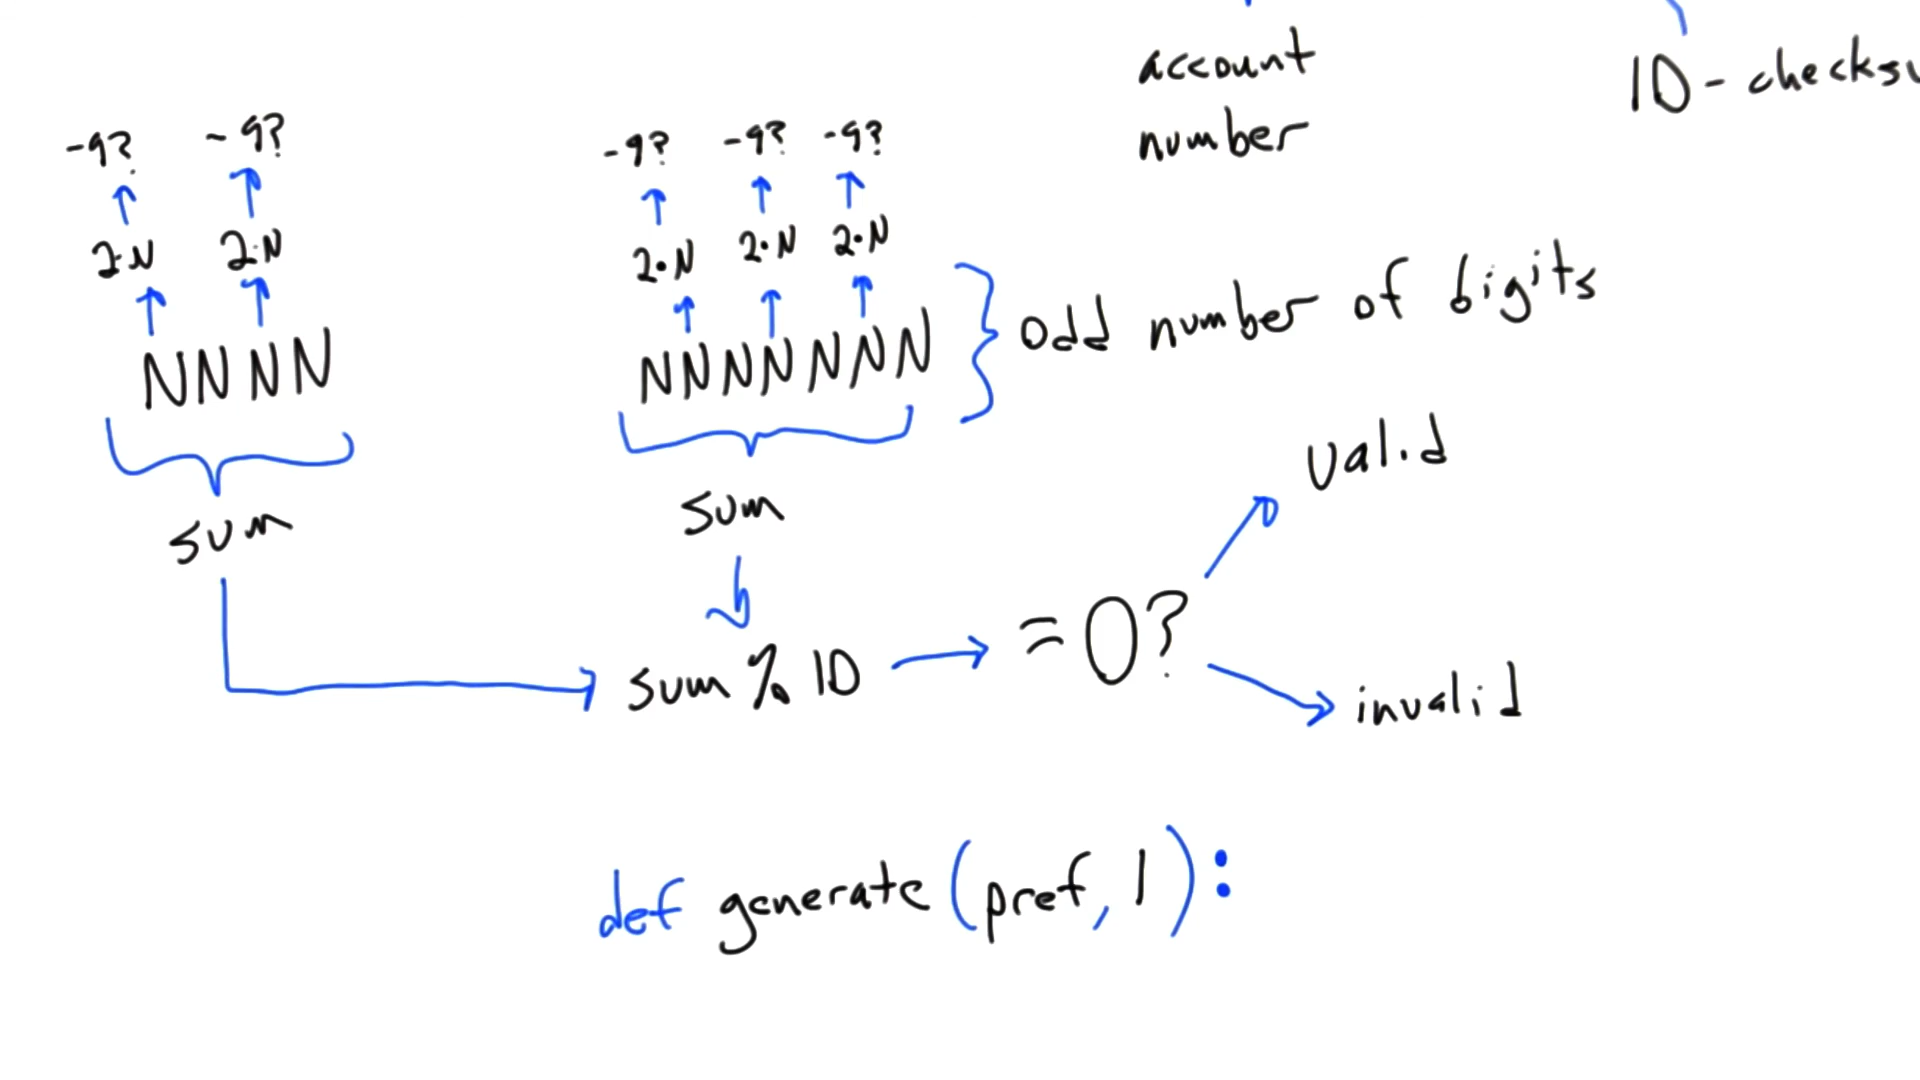 account
number
10 - checksu
-9? -9?
-9? -9? -9?
2·N 2·N
2·N 2·N 2·N
NNNN
NNNNNNN
odd number of digits
sum
sum
valid
sum % 10
= 0?
invalid
def generate(pref, l):